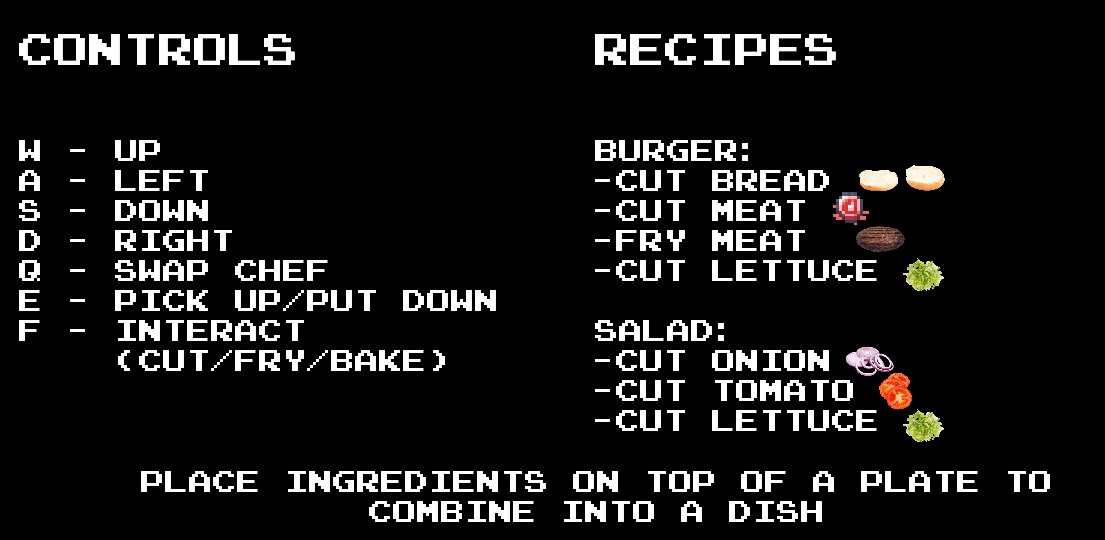 CONTROLS
W - UP
A - LEFT
S - DOWN
D - RIGHT
Q - SWAP CHEF
E - PICK UP/PUT DOWN
F - INTERACT
(CUT/FRY/BAKE)
RECIPES
BURGER:
-CUT BREAD
-CUT MEAT
-FRY MEAT
-CUT LETTUCE
SALAD:
-CUT ONION
-CUT TOMATO
-CUT LETTUCE
PLACE INGREDIENTS ON TOP OF A PLATE TO
COMBINE INTO A DISH